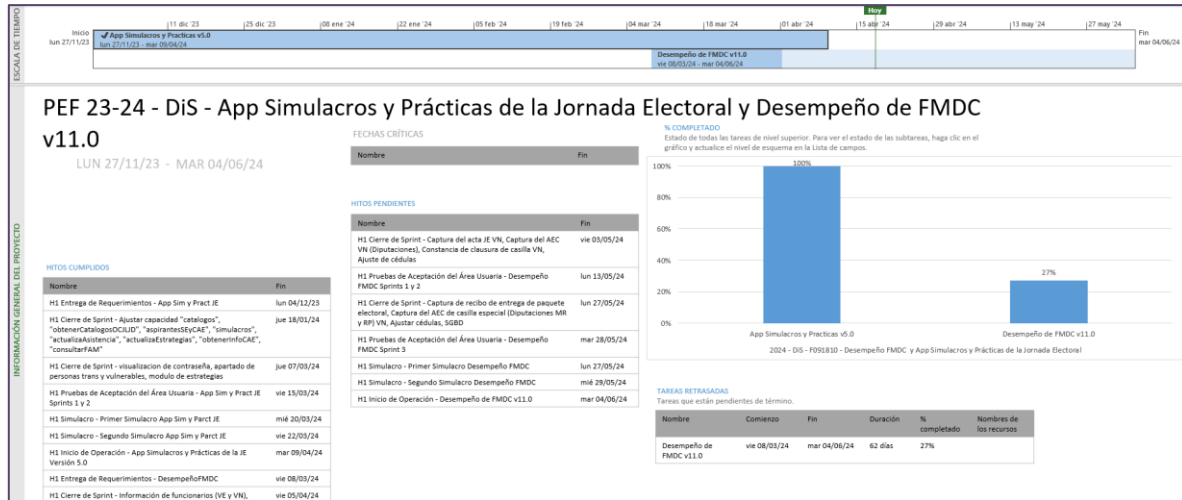 ESCALA DE TIEMPO
Hoy
11 dic '23 25 dic '23 08 ene '24 22 ene '24 05 feb '24 19 feb '24 04 mar '24 18 mar '24 01 abr '24 15 abr '24 29 abr '24 13 may '24 27 may '24
Inicio
lun 27/11/23
App Simulacros y Practicas v5.0
lun 27/11/23 - mar 09/04/24
Desempeño de FMDC v11.0
vie 08/03/24 - mar 04/06/24
Fin
mar 04/06/24
INFORMACIÓN GENERAL DEL PROYECTO
PEF 23-24 - DiS - App Simulacros y Prácticas de la Jornada Electoral y Desempeño de FMDC
v11.0
LUN 27/11/23 - MAR 04/06/24
HITOS CUMPLIDOS
Nombre Fin
H1 Entrega de Requerimientos - App Sim y Pract JE lun 04/12/23
H1 Cierre de Sprint - Ajustar capacidad "catalogos", jue 18/01/24
"obtenerCatalogosOCJLJD", "aspirantesSEyCAE", "simulacros",
"actualizaAsistencia", "actualizaEstrategias", "obtenerInfoCAE",
"consultarFAM"
H1 Cierre de Sprint - visualizacion de contraseña, apartado de jue 07/03/24
personas trans y vulnerables, modulo de estrategias
H1 Pruebas de Aceptación del Área Usuaria - App Sim y Pract JE vie 15/03/24
Sprints 1 y 2
H1 Simulacro - Primer Simulacro App Sim y Parct JE mié 20/03/24
H1 Simulacro - Segundo Simulacro App Sim y Parct JE vie 22/03/24
H1 Inicio de Operación - App Simulacros y Prácticas de la JE mar 09/04/24
Versión 5.0
H1 Entrega de Requerimientos - DesempeñoFMDC vie 08/03/24
H1 Cierre de Sprint - Información de funcionarios (VE y VN), vie 05/04/24
FECHAS CRÍTICAS
Nombre Fin
HITOS PENDIENTES
Nombre Fin
H1 Cierre de Sprint - Captura del acta JE VN, Captura del AEC vie 03/05/24
VN (Diputaciones), Constancia de clausura de casilla VN,
Ajuste de cédulas
H1 Pruebas de Aceptación del Área Usuaria - Desempeño lun 13/05/24
FMDC Sprints 1 y 2
H1 Cierre de Sprint - Captura de recibo de entrega de paquete lun 27/05/24
electoral, Captura del AEC de casilla especial (Diputaciones MR
y RP) VN, Ajustar cédulas, SGBD
H1 Pruebas de Aceptación del Área Usuaria - Desempeño mar 28/05/24
FMDC Sprint 3
H1 Simulacro - Primer Simulacro Desempeño FMDC lun 27/05/24
H1 Simulacro - Segundo Simulacro Desempeño FMDC mié 29/05/24
H1 Inicio de Operación - Desempeño de FMDC v11.0 mar 04/06/24
% COMPLETADO
Estado de todas las tareas de nivel superior. Para ver el estado de las subtareas, haga clic en el
gráfico y actualice el nivel de esquema en la Lista de campos.
100%
80%
60%
40%
20%
0%
100%
27%
App Simulacros y Practicas v5.0 Desempeño de FMDC v11.0
2024 - DiS - F091810 - Desempeño FMDC y App Simulacros y Prácticas de la Jornada Electoral
TAREAS RETRASADAS
Tareas que están pendientes de término.
Nombre Comienzo Fin Duración % completado Nombres de los recursos
Desempeño de FMDC v11.0 vie 08/03/24 mar 04/06/24 62 días 27%